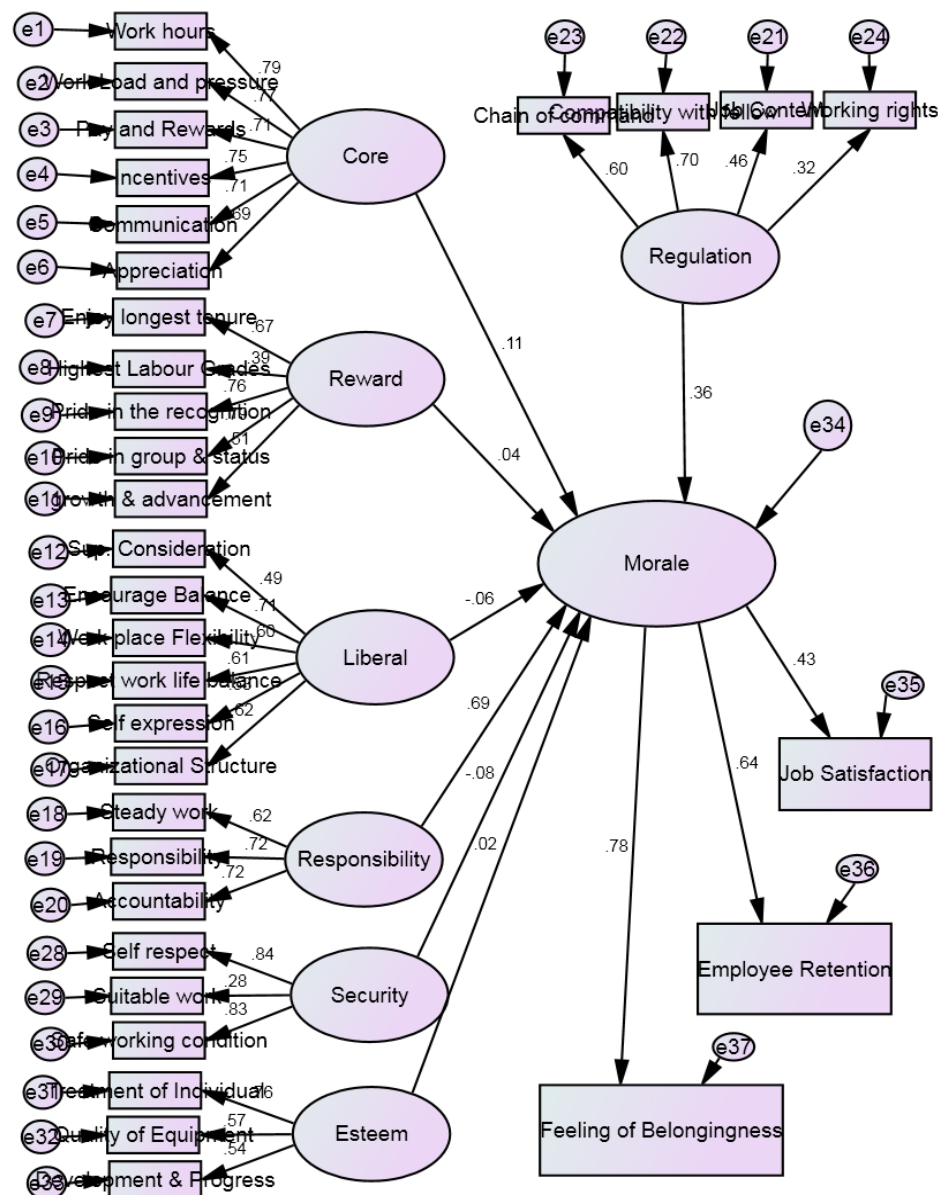 e1
Work hours
.79
e2
Work Load and pressure
.77
e3
Pay and Rewards
.71
e4
Incentives
.75
e5
Communication
.71
e6
Appreciation
.69
Core
e7
Enjoy longest tenure
.67
e8
Highest Labour Grades
.39
e9
Pride in the recognition
.76
e10
Pride in group & status
e11
growth & advancement
.51
Reward
e12
Sup. Consideration
.49
e13
Encourage Balance
.71
e14
Work place Flexibility
.60
e15
Respect work life balance
.61
e16
Self expression
e17
Organizational Structure
.62
Liberal
e18
Steady work
.62
e19
Responsibility
.72
e20
Accountability
.72
Responsibility
e28
Self respect
.84
e29
Suitable work
.28
e30
Safe working condition
.83
Security
e31
Treatment of Individual
.76
e32
Quality of Equipment
.57
e33
Development & Progress
.54
Esteem
e23
e22
e21
e24
Chain of command
Compatibility with fellow
Job Content
Working rights
.60
.70
.46
.32
Regulation
.11
.36
.04
-.06
.69
-.08
.02
e34
Morale
.43
.64
.78
e35
Job Satisfaction
e36
Employee Retention
e37
Feeling of Belongingness